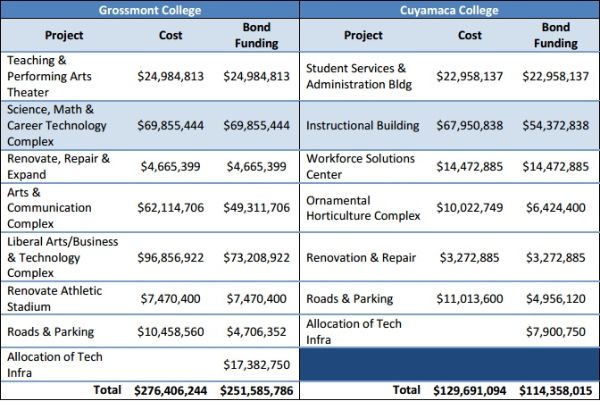 Grossmont College
Project Cost Bond Funding
Teaching & Performing Arts Theater $24,984,813 $24,984,813
Science, Math & Career Technology Complex $69,855,444 $69,855,444
Renovate, Repair & Expand $4,665,399 $4,665,399
Arts & Communication Complex $62,114,706 $49,311,706
Liberal Arts/Business & Technology Complex $96,856,922 $73,208,922
Renovate Athletic Stadium $7,470,400 $7,470,400
Roads & Parking $10,458,560 $4,706,352
Allocation of Tech Infra $17,382,750
Total $276,406,244 $251,585,786
Cuyamaca College
Project Cost Bond Funding
Student Services & Administration Bldg $22,958,137 $22,958,137
Instructional Building $67,950,838 $54,372,838
Workforce Solutions Center $14,472,885 $14,472,885
Ornamental Horticulture Complex $10,022,749 $6,424,400
Renovation & Repair $3,272,885 $3,272,885
Roads & Parking $11,013,600 $4,956,120
Allocation of Tech Infra $7,900,750
Total $129,691,094 $114,358,015